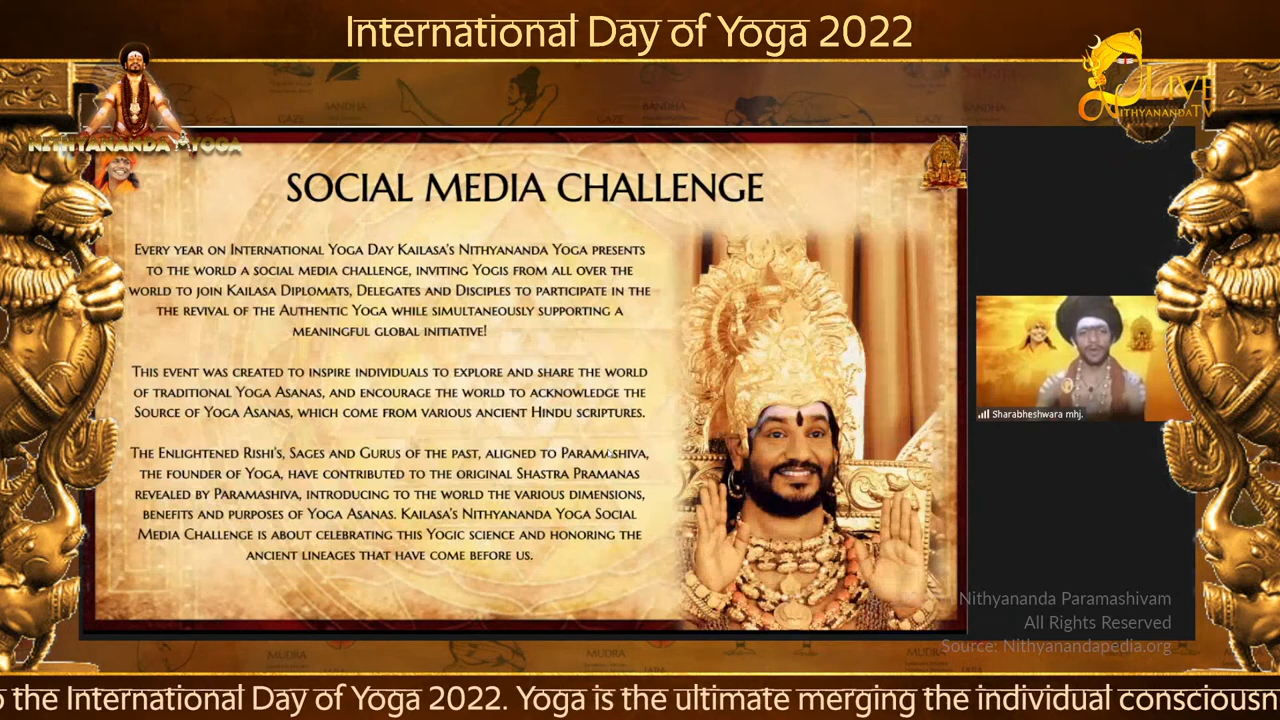 International Day of Yoga 2022
LIVE
NITHYANANDATV
NITHYANANDA YOGA
BANDHA
GAZE
BANDHA
GAZE
SOCIAL MEDIA CHALLENGE
EVERY YEAR ON INTERNATIONAL YOGA DAY KAILASA'S NITHYANANDA YOGA PRESENTS
TO THE WORLD A SOCIAL MEDIA CHALLENGE, INVITING YOGIS FROM ALL OVER THE
WORLD TO JOIN KAILASA DIPLOMATS, DELEGATES AND DISCIPLES TO PARTICIPATE IN THE
THE REVIVAL OF THE AUTHENTIC YOGA WHILE SIMULTANEOUSLY SUPPORTING A
MEANINGFUL GLOBAL INITIATIVE!
THIS EVENT WAS CREATED TO INSPIRE INDIVIDUALS TO EXPLORE AND SHARE THE WORLD
OF TRADITIONAL YOGA ASANAS, AND ENCOURAGE THE WORLD TO ACKNOWLEDGE THE
SOURCE OF YOGA ASANAS, WHICH COME FROM VARIOUS ANCIENT HINDU SCRIPTURES.
THE ENLIGHTENED RISHI'S, SAGES AND GURUS OF THE PAST, ALIGNED TO PARAMASHIVA,
THE FOUNDER OF YOGA, HAVE CONTRIBUTED TO THE ORIGINAL SHASTRA PRAMANAS
REVEALED BY PARAMASHIVA, INTRODUCING TO THE WORLD THE VARIOUS DIMENSIONS,
BENEFITS AND PURPOSES OF YOGA ASANAS. KAILASA'S NITHYANANDA YOGA SOCIAL
MEDIA CHALLENGE IS ABOUT CELEBRATING THIS YOGIC SCIENCE AND HONORING THE
ANCIENT LINEAGES THAT HAVE COME BEFORE US.
Sharabheshwara mhj.
Nithyananda Paramashivam
All Rights Reserved
Source: Nithyanandapedia.org
MUDRA
MUDRA
MUDRA
o the International Day of Yoga 2022. Yoga is the ultimate merging the individual consciousn